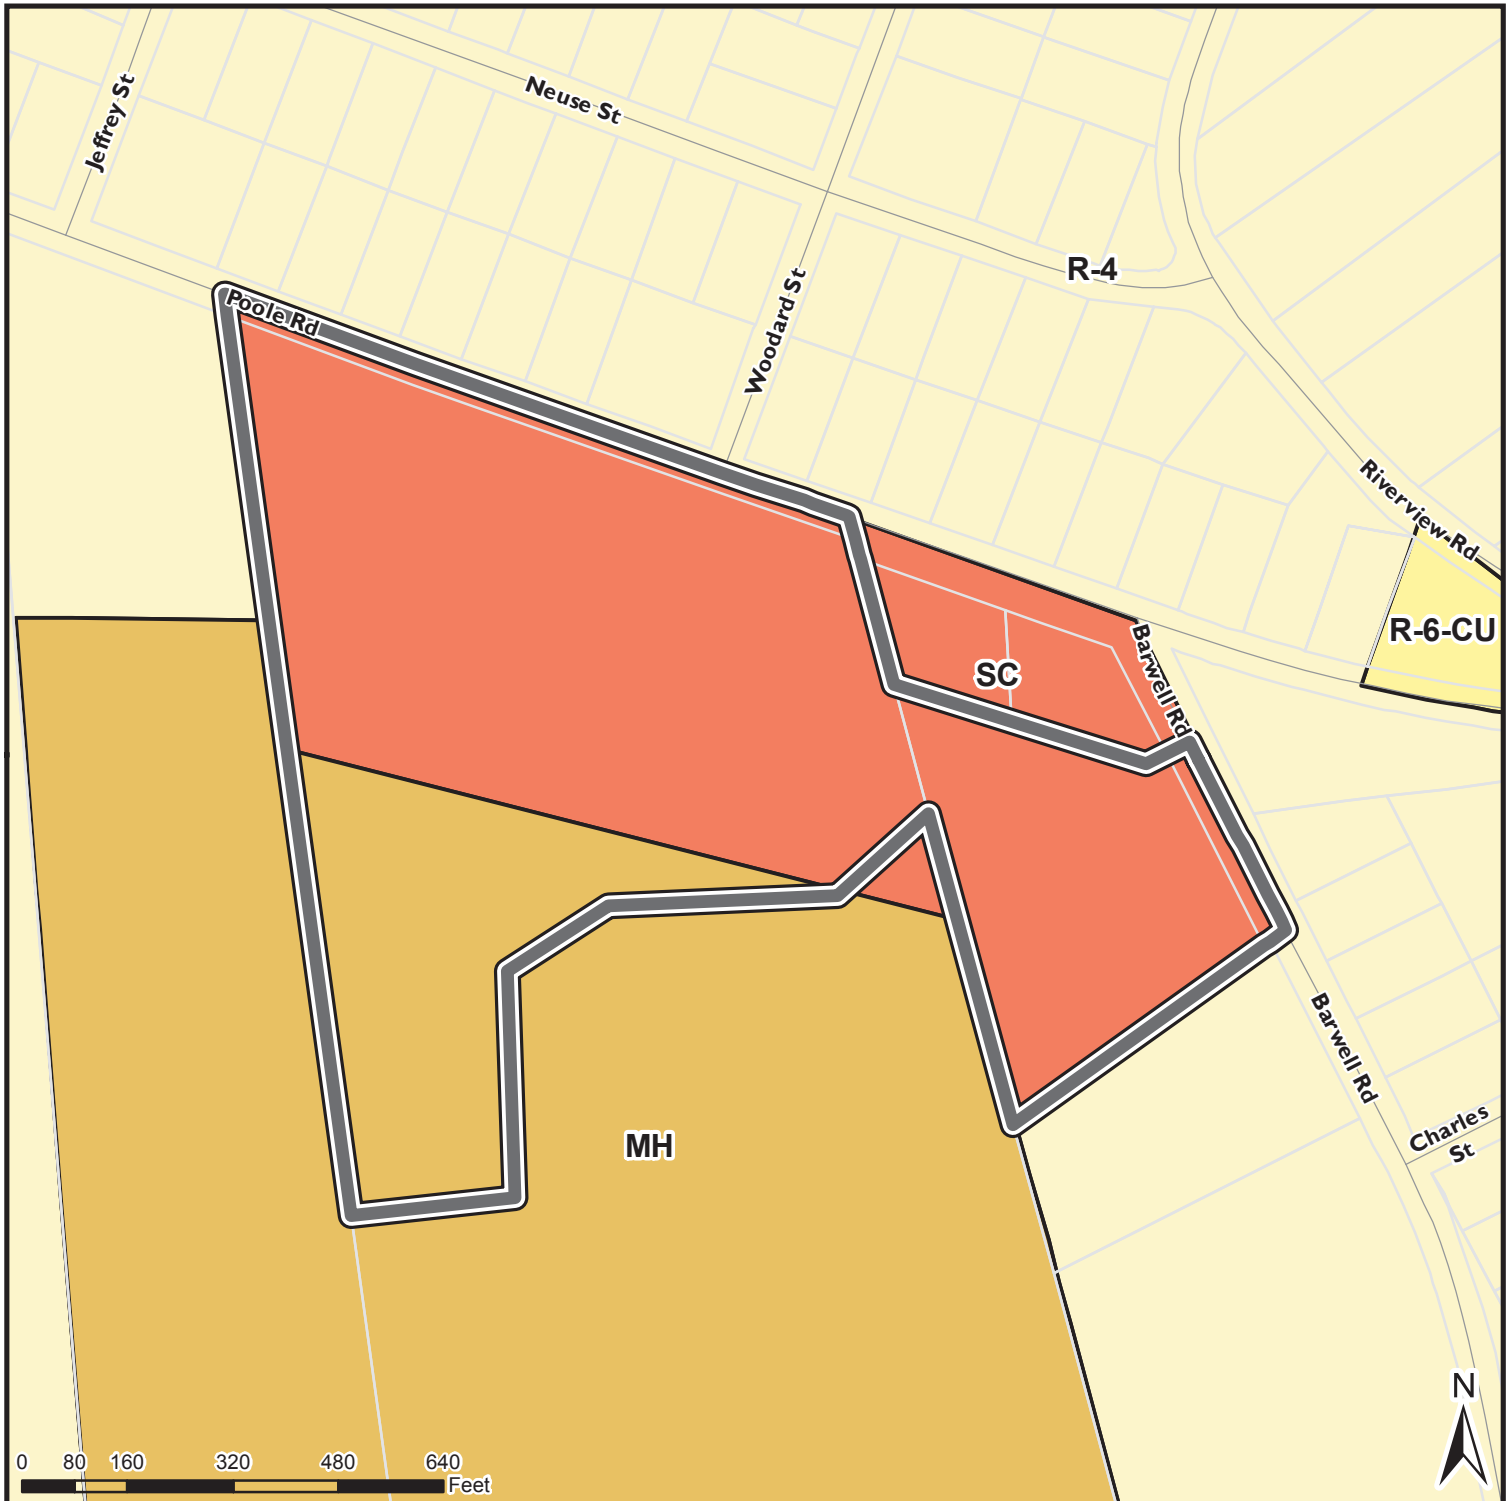 Jeffrey St
Neuse St
R-4
Poole Rd
Woodard St
Riverview Rd
R-6-CU
Barwell Rd
SC
Barwell Rd
Charles
St
MH
N
0 80 160 320 480 640
Feet